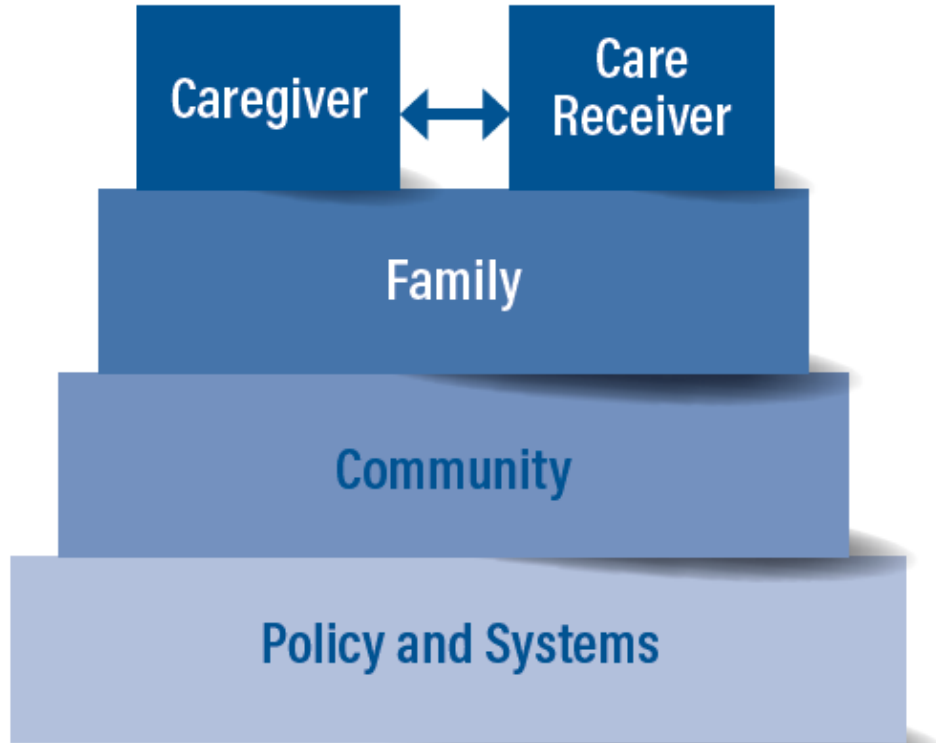 Caregiver
Care
Receiver
Family
Community
Policy and Systems